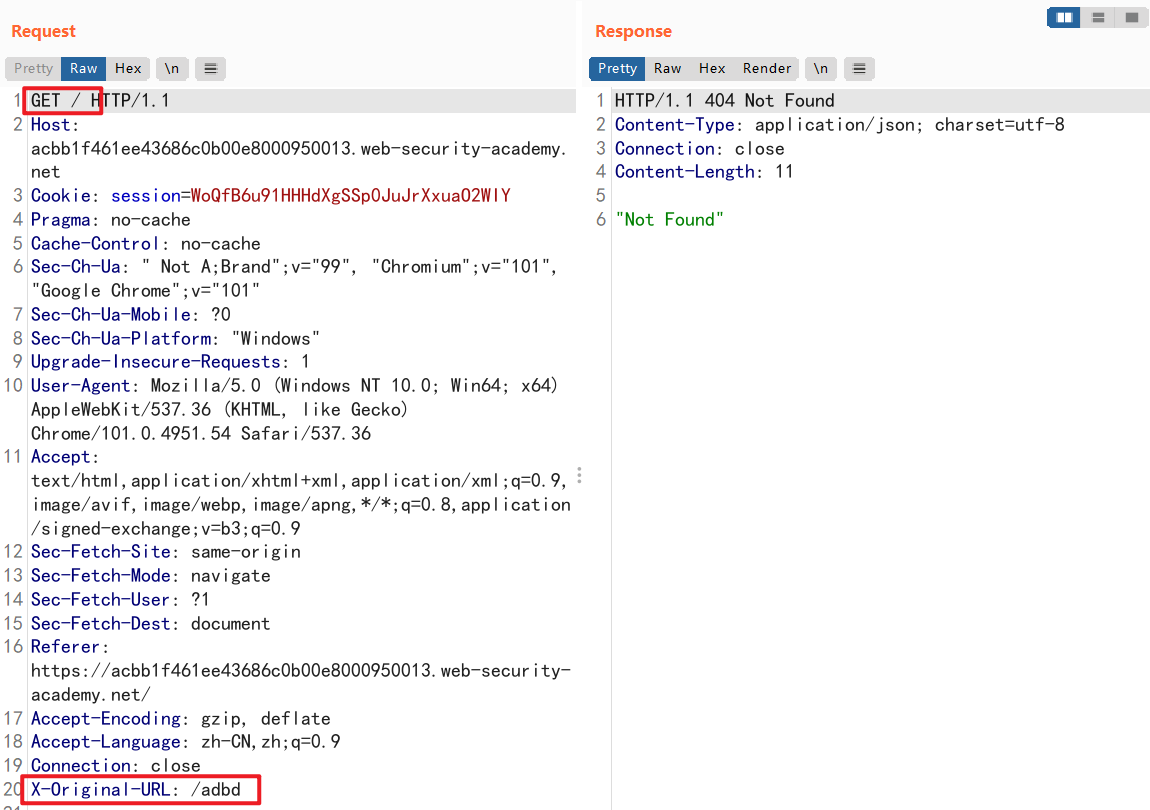 Request
Pretty Raw Hex \n
1 GET / HTTP/1.1
2 Host:
acbb1f461ee43686c0b00e8000950013.web-security-academy.
net
3 Cookie: session=WoQfB6u91HHHdXgSSp0JuJrXxuaO2WIY
4 Pragma: no-cache
5 Cache-Control: no-cache
6 Sec-Ch-Ua: " Not A;Brand";v="99", "Chromium";v="101",
"Google Chrome";v="101"
7 Sec-Ch-Ua-Mobile: ?0
8 Sec-Ch-Ua-Platform: "Windows"
9 Upgrade-Insecure-Requests: 1
10 User-Agent: Mozilla/5.0 (Windows NT 10.0; Win64; x64)
AppleWebKit/537.36 (KHTML, like Gecko)
Chrome/101.0.4951.54 Safari/537.36
11 Accept:
text/html,application/xhtml+xml,application/xml;q=0.9,
image/avif,image/webp,image/apng,*/*;q=0.8,application
/signed-exchange;v=b3;q=0.9
12 Sec-Fetch-Site: same-origin
13 Sec-Fetch-Mode: navigate
14 Sec-Fetch-User: ?1
15 Sec-Fetch-Dest: document
16 Referer:
https://acbb1f461ee43686c0b00e8000950013.web-security-
academy.net/
17 Accept-Encoding: gzip, deflate
18 Accept-Language: zh-CN,zh;q=0.9
19 Connection: close
20 X-Original-URL: /adbd
Response
Pretty Raw Hex Render \n
1 HTTP/1.1 404 Not Found
2 Content-Type: application/json; charset=utf-8
3 Connection: close
4 Content-Length: 11
5
6 "Not Found"